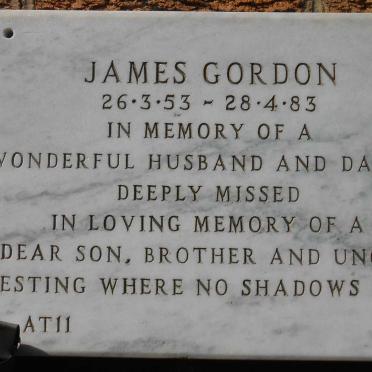 JAMES GORDON
26·3·53 ~ 28·4·83
IN MEMORY OF A
WONDERFUL HUSBAND AND DA
DEEPLY MISSED
IN LOVING MEMORY OF A
DEAR SON, BROTHER AND UNC
ESTING WHERE NO SHADOWS
AT11